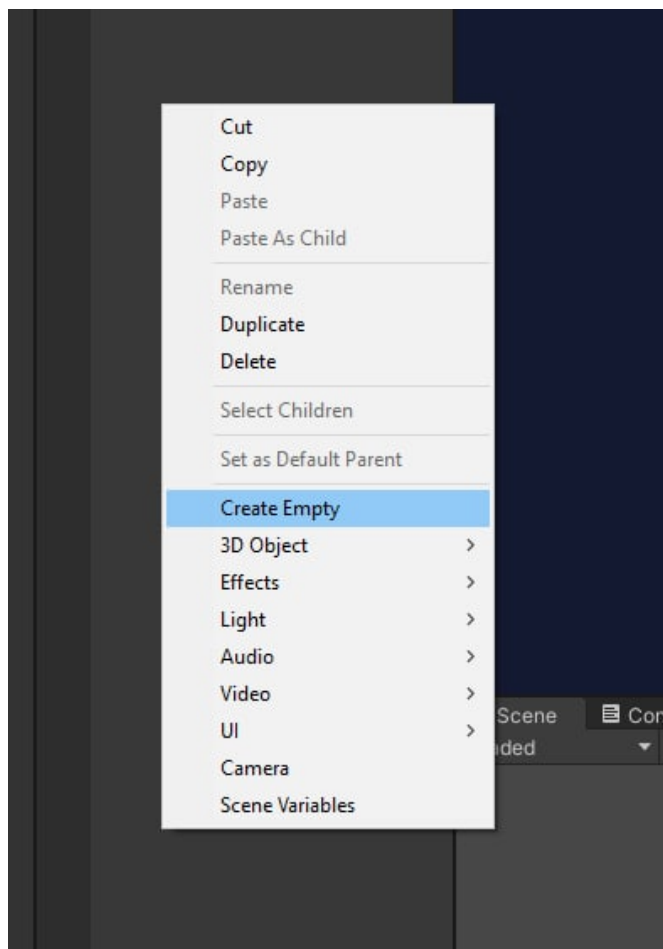 Cut
Copy
Paste
Paste As Child
Rename
Duplicate
Delete
Select Children
Set as Default Parent
Create Empty
3D Object
Effects
Light
Audio
Video
UI
Camera
Scene Variables
Scene